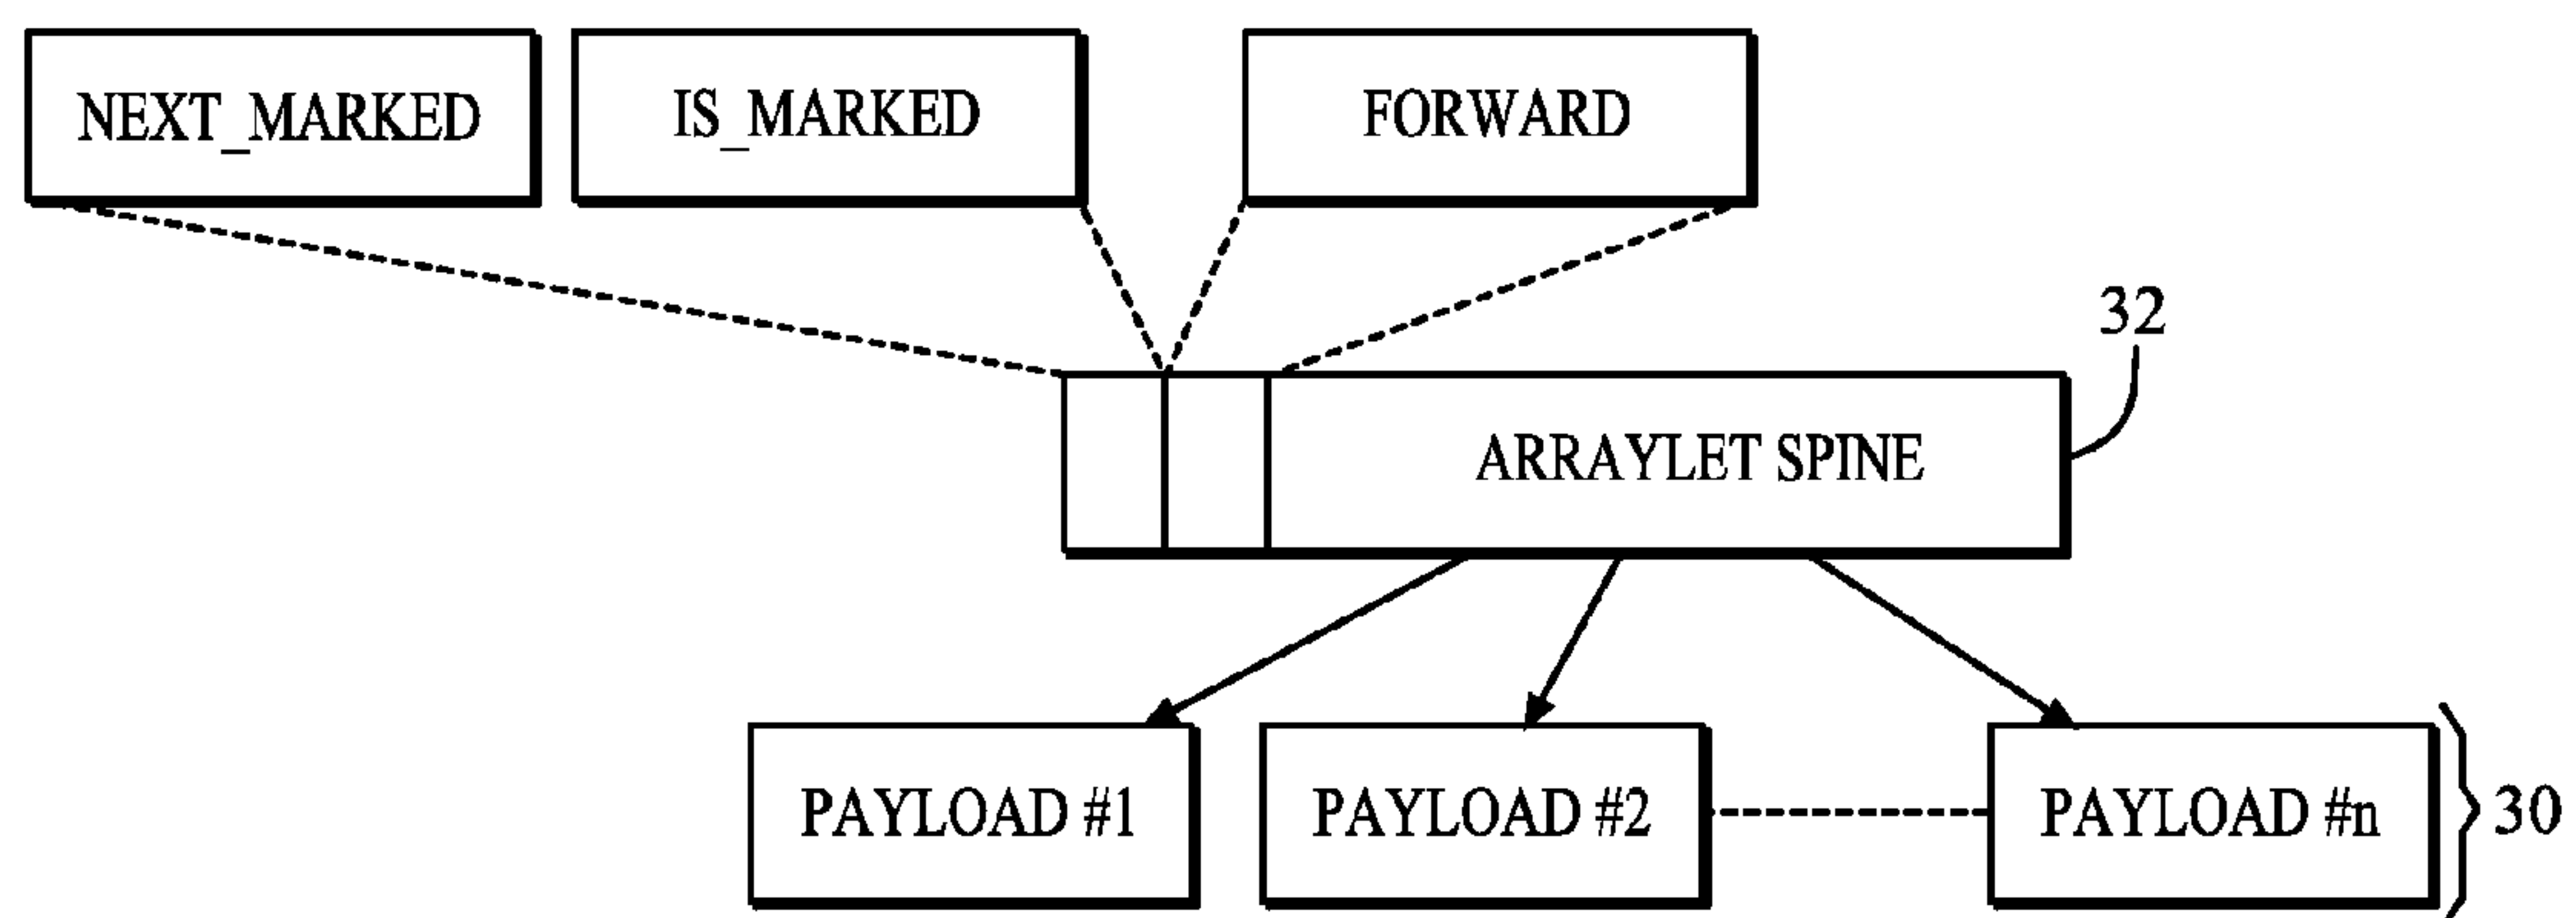 NEXT_MARKED
IS_MARKED
FORWARD
32
ARRAYLET SPINE
PAYLOAD #1
PAYLOAD #2
PAYLOAD #n
30